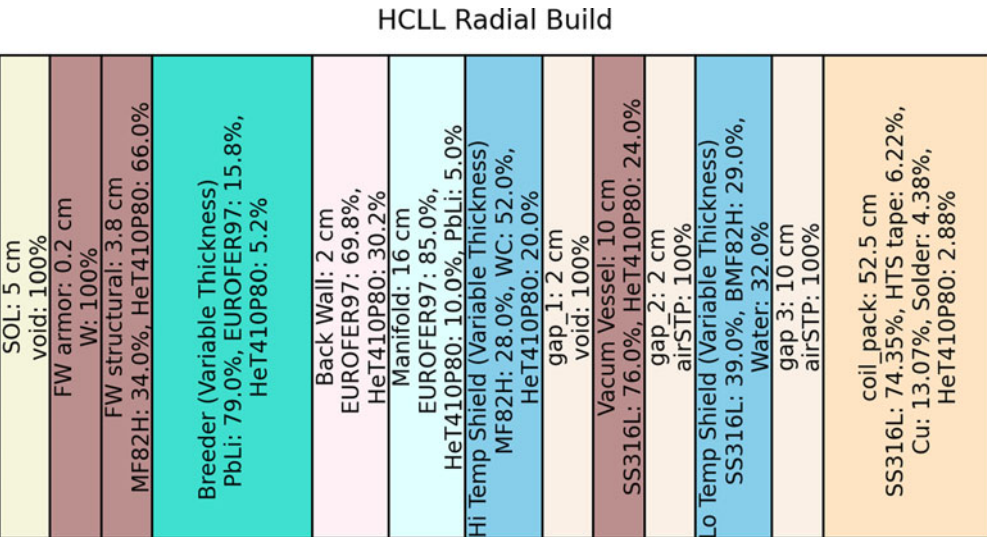 HCLL Radial Build
SOL: 5 cm
void: 100%
FW armor: 0.2 cm
W: 100%
FW structural: 3.8 cm
MF82H: 34.0%, HeT410P80: 66.0%
Breeder (Variable Thickness)
PbLi: 79.0%, EUROFER97: 15.8%,
HeT410P80: 5.2%
Back Wall: 2 cm
EUROFER97: 69.8%,
HeT410P80: 30.2%
Manifold: 16 cm
EUROFER97: 85.0%,
HeT410P80: 10.0%, PbLi: 5.0%
Hi Temp Shield (Variable Thickness)
MF82H: 28.0%, WC: 52.0%,
HeT410P80: 20.0%
gap_1: 2 cm
void: 100%
Vacuum Vessel: 10 cm
SS316L: 76.0%, HeT410P80: 24.0%
gap_2: 2 cm
airSTP: 100%
Lo Temp Shield (Variable Thickness)
SS316L: 39.0%, BMF82H: 29.0%,
Water: 32.0%
gap 3: 10 cm
airSTP: 100%
coil_pack: 52.5 cm
SS316L: 74.35%, HTS tape: 6.22%,
Cu: 13.07%, Solder: 4.38%,
HeT410P80: 2.88%